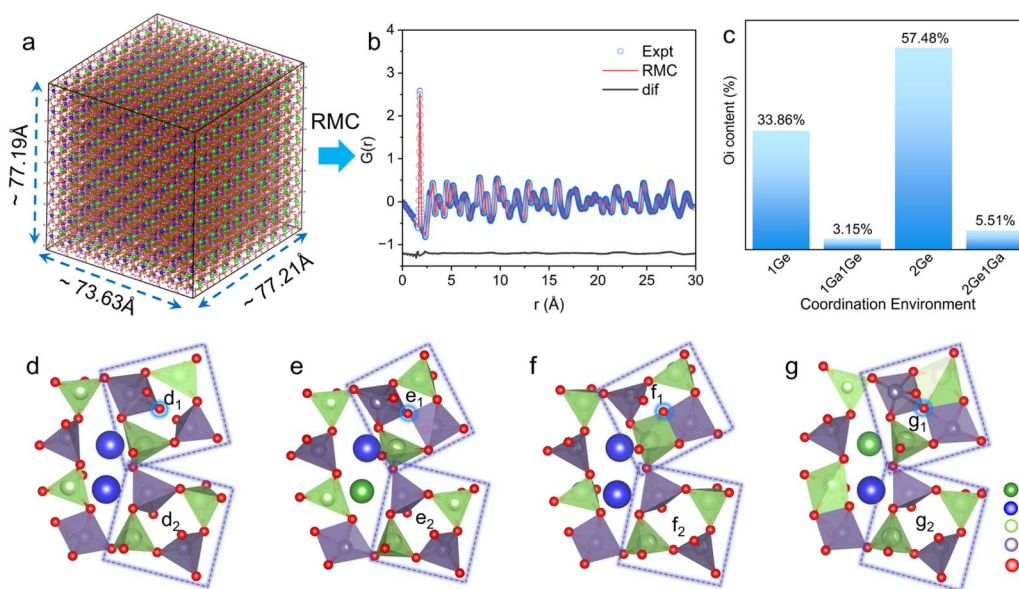 a
~ 77.19Å
~ 73.63Å
~ 77.21Å
RMC
b
G(r)
4
3
2
1
0
−1
Expt
RMC
dif
0 5 10 15 20 25 30
r (Å)
c
Oi content (%)
33.86%
3.15%
57.48%
5.51%
1Ge
1Ga1Ge
2Ge
2Ge1Ga
Coordination Environment
d
d1
d2
e
e1
e2
f
f1
f2
g
g1
g2